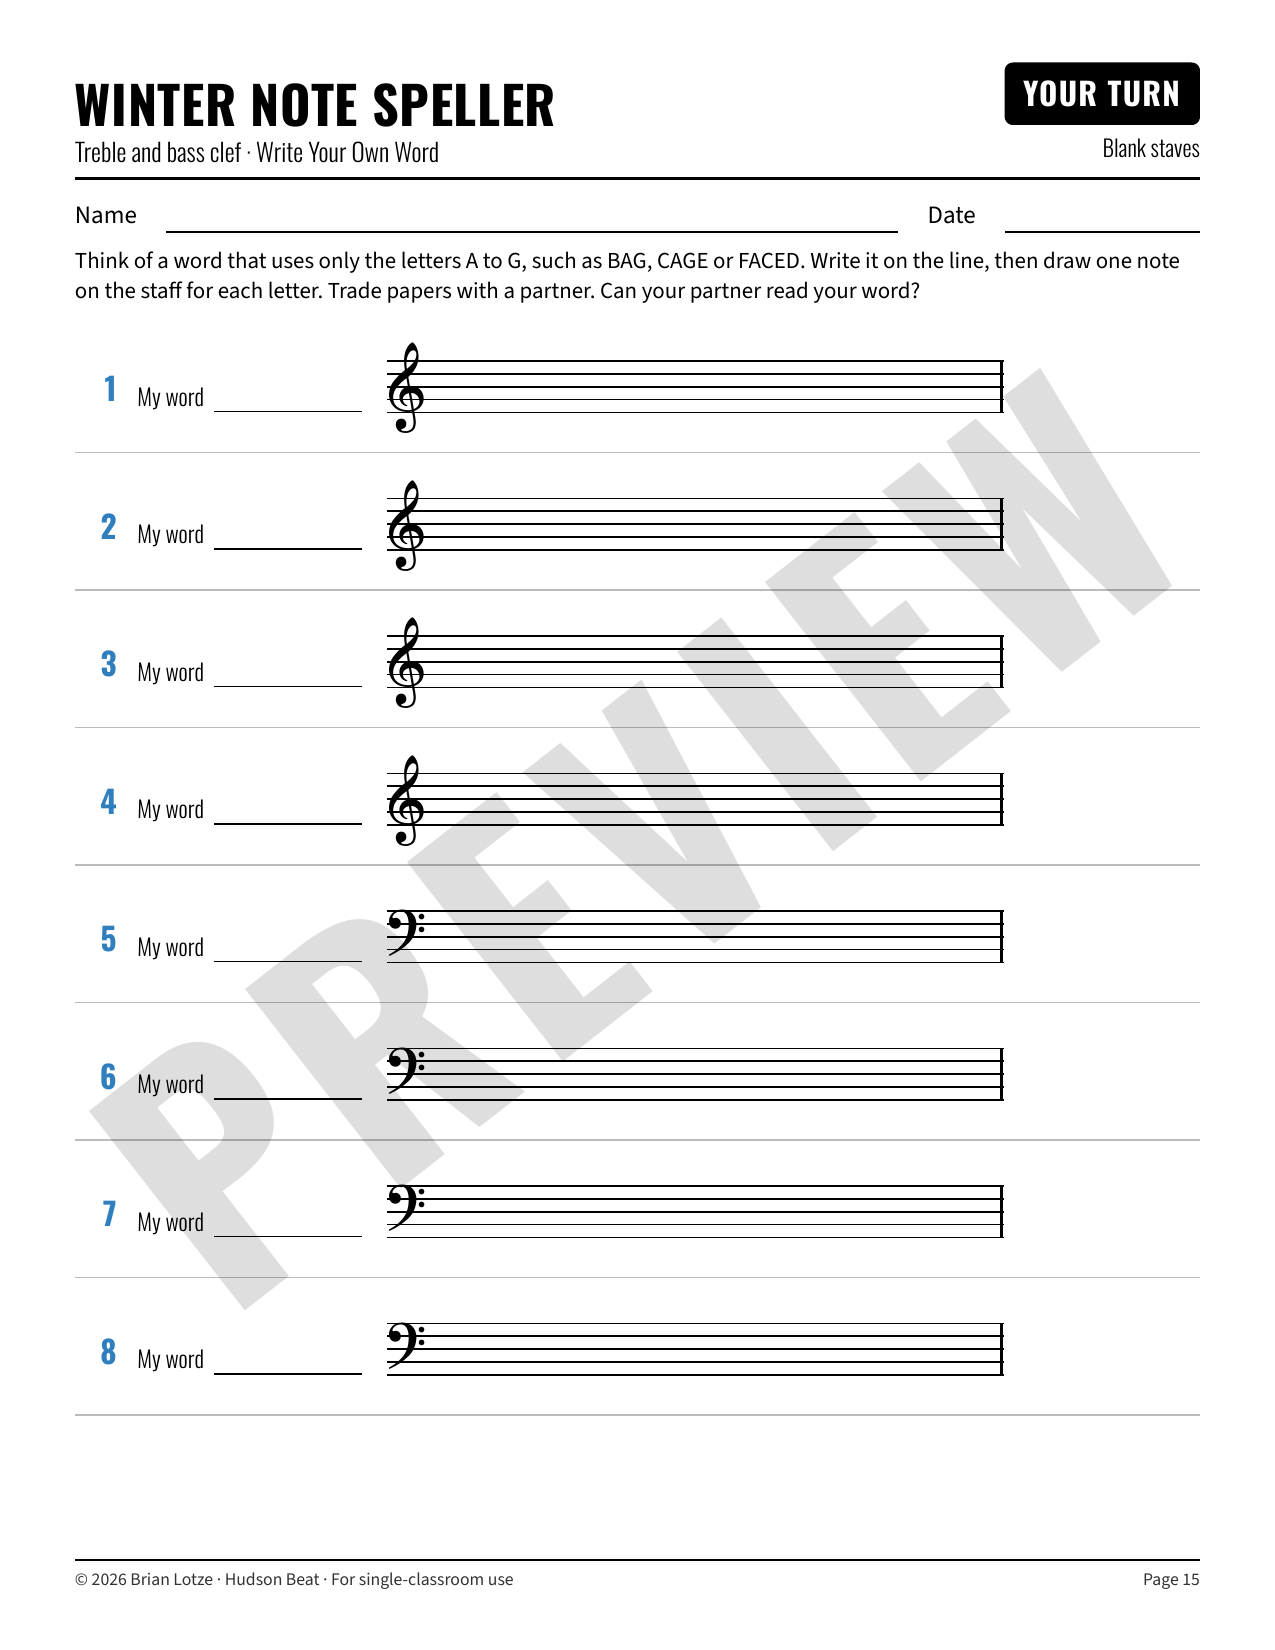 WINTER NOTE SPELLER
YOUR TURN
Treble and bass clef · Write Your Own Word
Blank staves
Name
Date
Think of a word that uses only the letters A to G, such as BAG, CAGE or FACED. Write it on the line, then draw one note
on the staff for each letter. Trade papers with a partner. Can your partner read your word?
1 My word
2 My word
3 My word
4 My word
5 My word
6 My word
7 My word
8 My word
PREVIEW
© 2026 Brian Lotze · Hudson Beat · For single-classroom use
Page 15